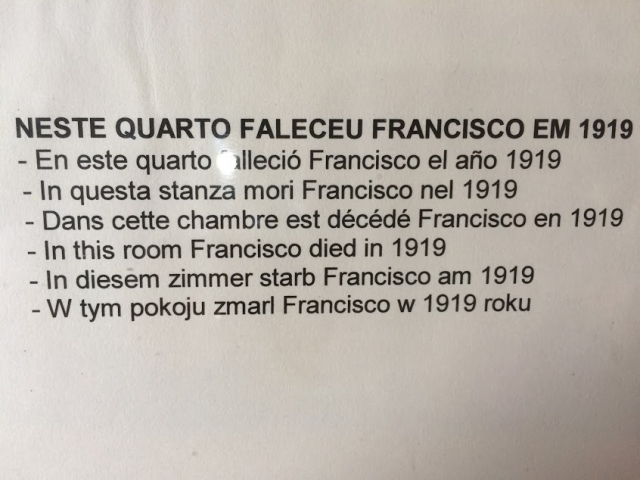 NESTE QUARTO FALECEU FRANCISCO EM 1919
- En este quarto falleció Francisco el año 1919
- In questa stanza mori Francisco nel 1919
- Dans cette chambre est décédé Francisco en 1919
- In this room Francisco died in 1919
- In diesem zimmer starb Francisco am 1919
- W tym pokoju zmarl Francisco w 1919 roku